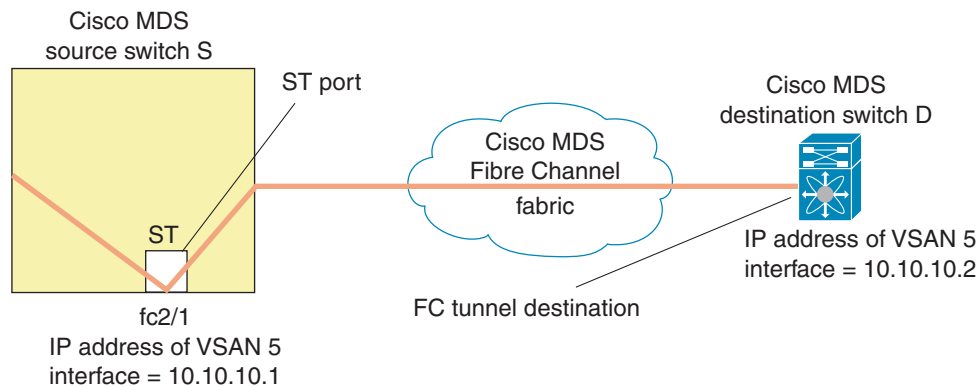 Cisco MDS
source switch S
ST port
Cisco MDS
destination switch D
Cisco MDS
Fibre Channel
fabric
ST
fc2/1
IP address of VSAN 5
interface = 10.10.10.1
FC tunnel destination
IP address of VSAN 5
interface = 10.10.10.2